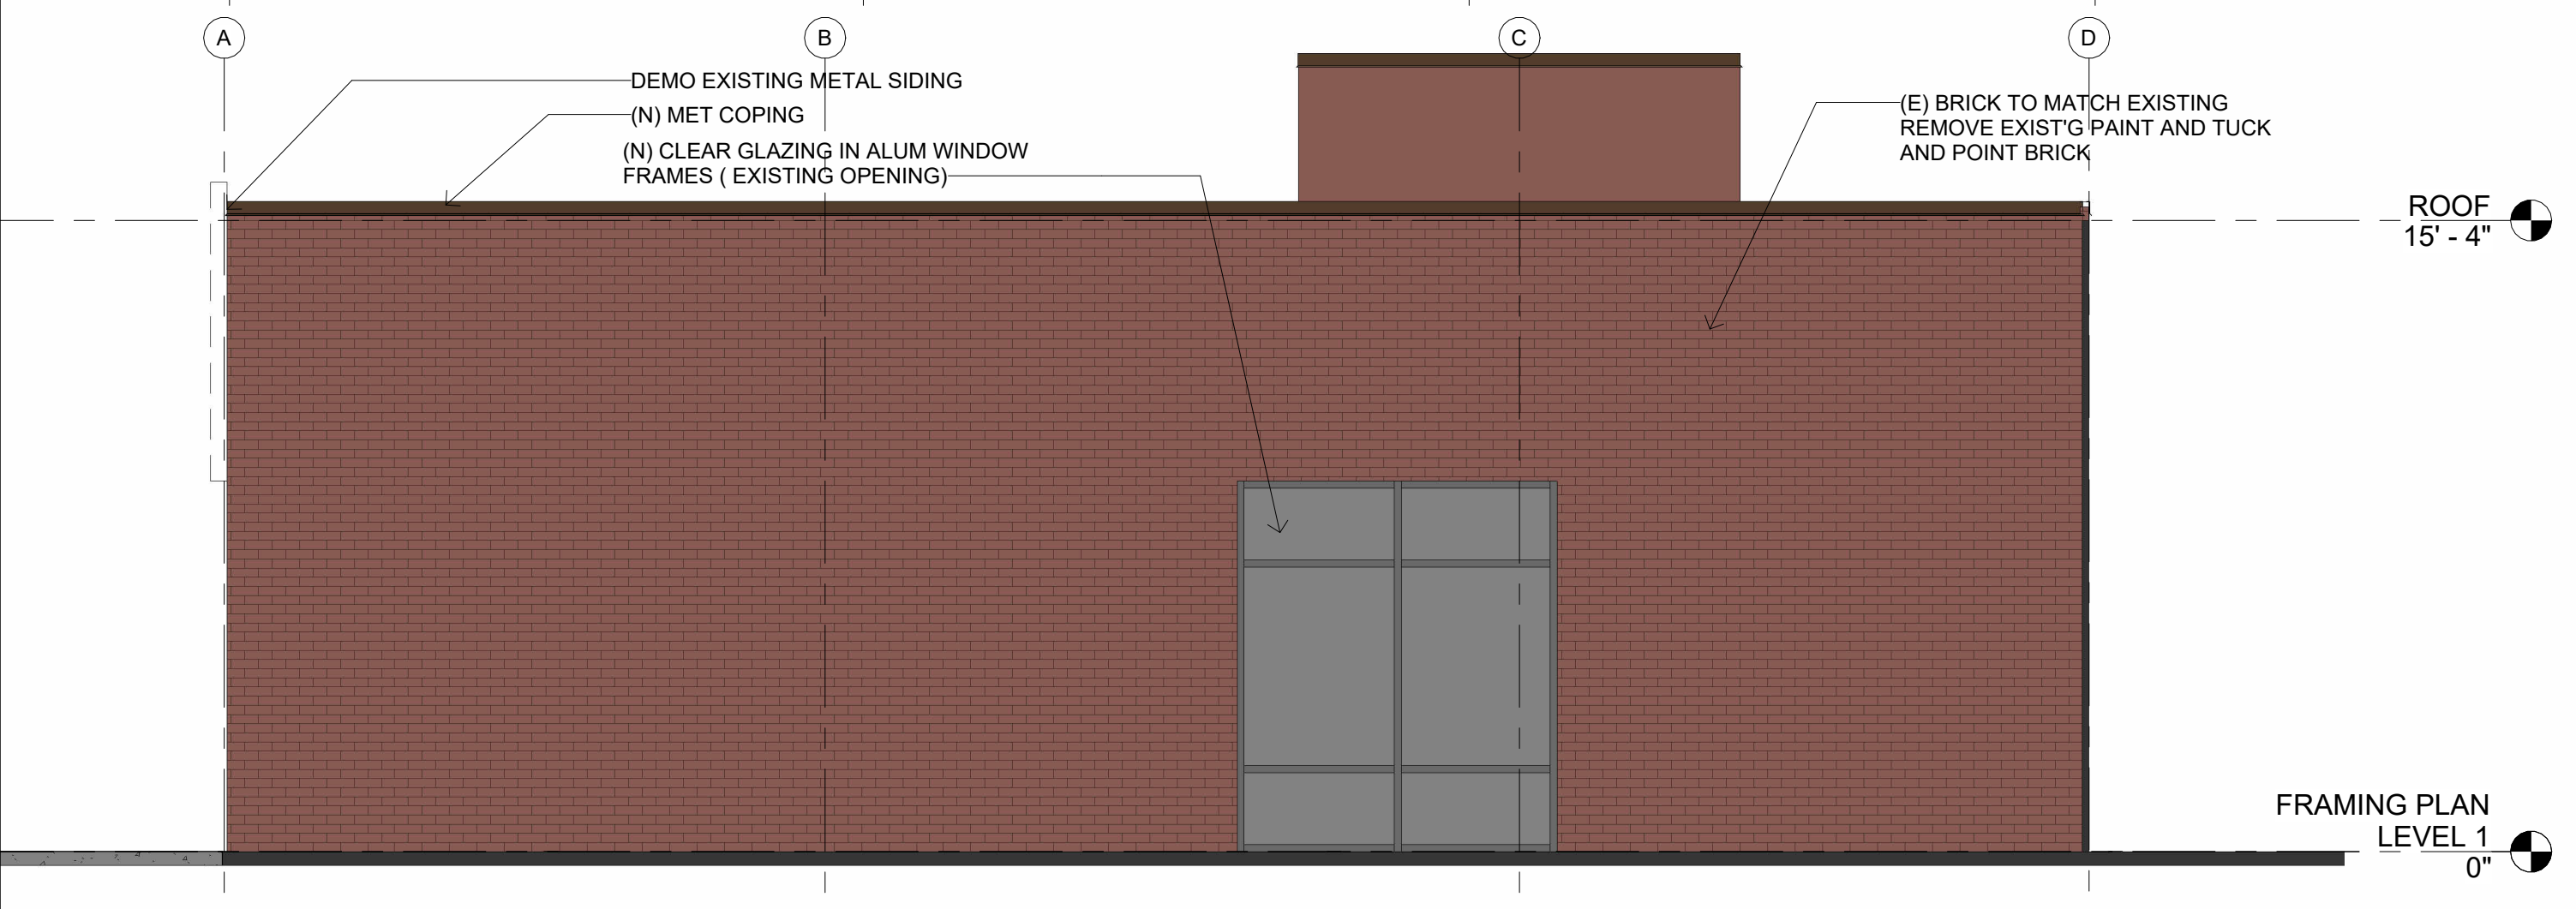 A
B
C
D
DEMO EXISTING METAL SIDING
(N) MET COPING
(N) CLEAR GLAZING IN ALUM WINDOW
FRAMES ( EXISTING OPENING)
(E) BRICK TO MATCH EXISTING
REMOVE EXIST'G PAINT AND TUCK
AND POINT BRICK
ROOF
15' - 4"
FRAMING PLAN
LEVEL 1
0"